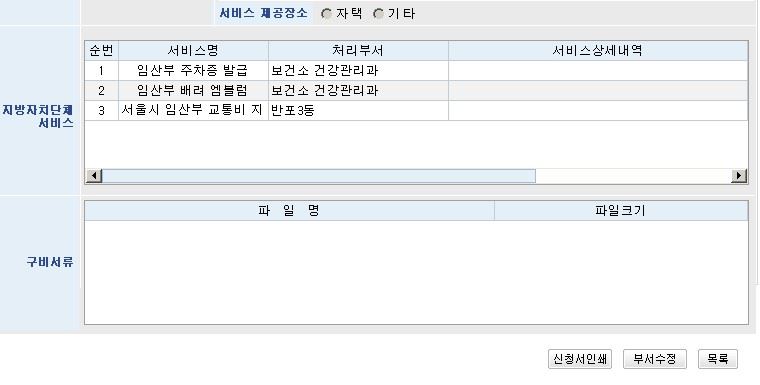 서비스 제공장소 자택 기타
순번 서비스명 처리부서 서비스상세내역
1 임산부 주차증 발급 보건소 건강관리과
2 임산부 배려 엠블럼 보건소 건강관리과
지방자치단체
서비스
3 서울시 임산부 교통비 지 반포3동
파 일 명 파일크기
구비서류
신청서인쇄 부서수정 목록